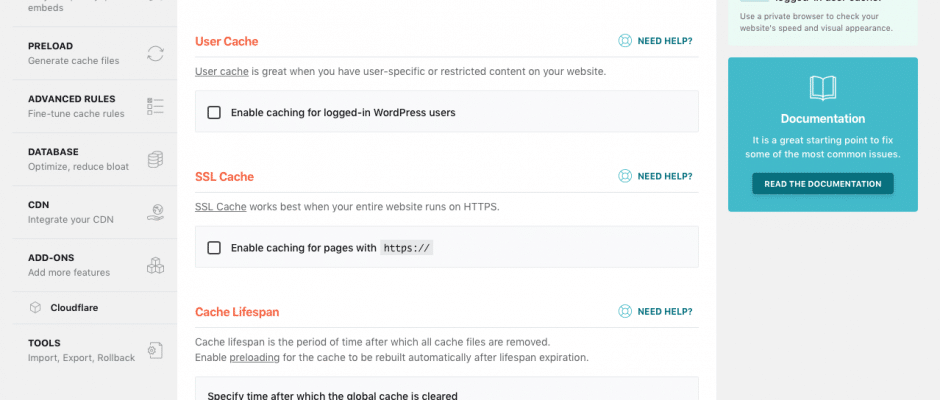 embeds
PRELOAD
Generate cache files
ADVANCED RULES
Fine-tune cache rules
DATABASE
Optimize, reduce bloat
CDN
Integrate your CDN
ADD-ONS
Add more features
Cloudflare
TOOLS
Import, Export, Rollback
User Cache
NEED HELP?
User cache is great when you have user-specific or restricted content on your website.
Enable caching for logged-in WordPress users
SSL Cache
NEED HELP?
SSL Cache works best when your entire website runs on HTTPS.
Enable caching for pages with https://
Cache Lifespan
NEED HELP?
Cache lifespan is the period of time after which all cache files are removed.
Enable preloading for the cache to be rebuilt automatically after lifespan expiration.
Specify time after which the global cache is cleared
logged-in user cache.
Use a private browser to check your
website's speed and visual appearance.
Documentation
It is a great starting point to fix
some of the most common issues.
READ THE DOCUMENTATION